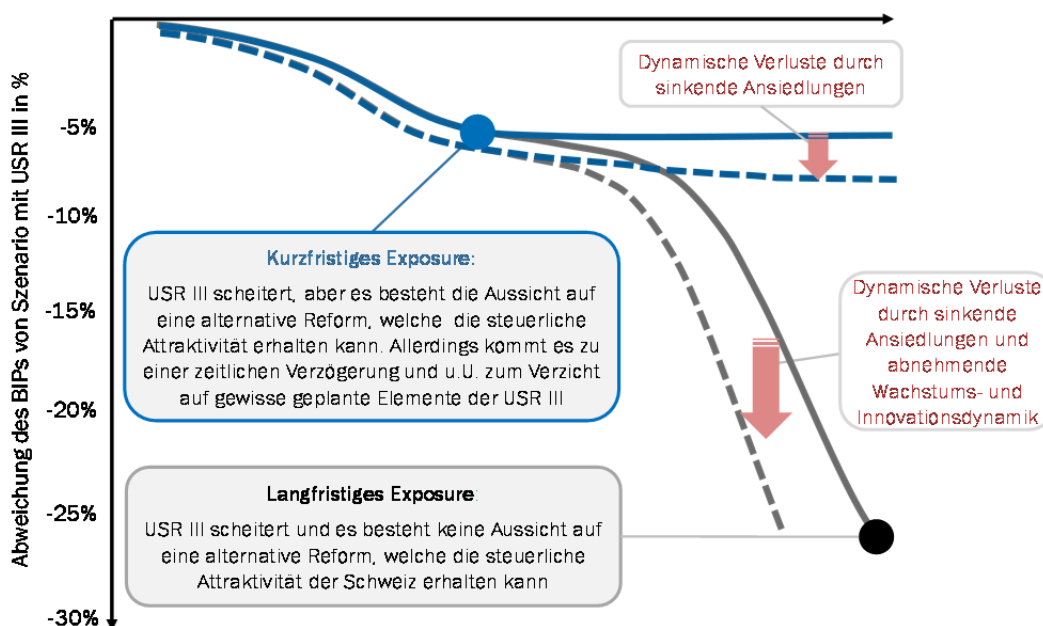 Abweichung des BIPs von Szenario mit USR III in %
-5%
-10%
-15%
-20%
-25%
-30%
Dynamische Verluste durch
sinkende Ansiedlungen
Kurzfristiges Exposure:
USR III scheitert, aber es besteht die Aussicht auf
eine alternative Reform, welche die steuerliche
Attraktivität erhalten kann. Allerdings kommt es zu
einer zeitlichen Verzögerung und u.U. zum Verzicht
auf gewisse geplante Elemente der USR III
Dynamische Verluste
durch sinkende
Ansiedlungen und
abnehmende
Wachstums- und
Innovationsdynamik
Langfristiges Exposure:
USR III scheitert und es besteht keine Aussicht auf
eine alternative Reform, welche die steuerliche
Attraktivität der Schweiz erhalten kann